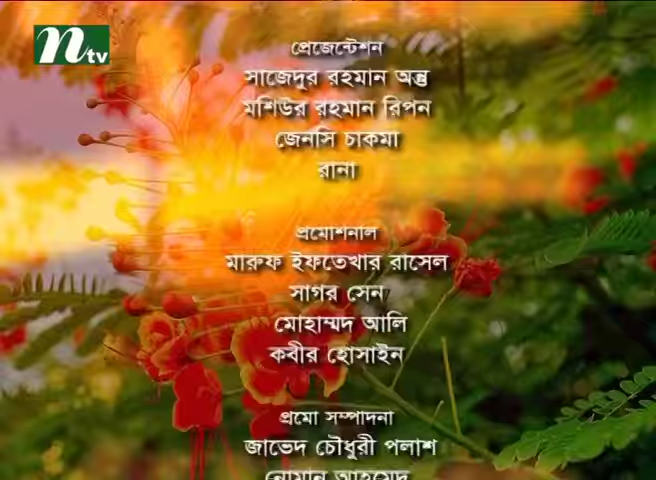 ntv
প্রেজেন্টেশন
সাজেদুর রহমান অন্তু
মশিউর রহমান রিপন
জেনসি চাকমা
রানা
প্রমোশনাল
মারুফ ইফতেখার রাসেল
সাগর সেন
মোহাম্মদ আলি
কবীর হোসাইন
প্রমো সম্পাদনা
জাভেদ চৌধুরী পলাশ
নোমান আহমেদ